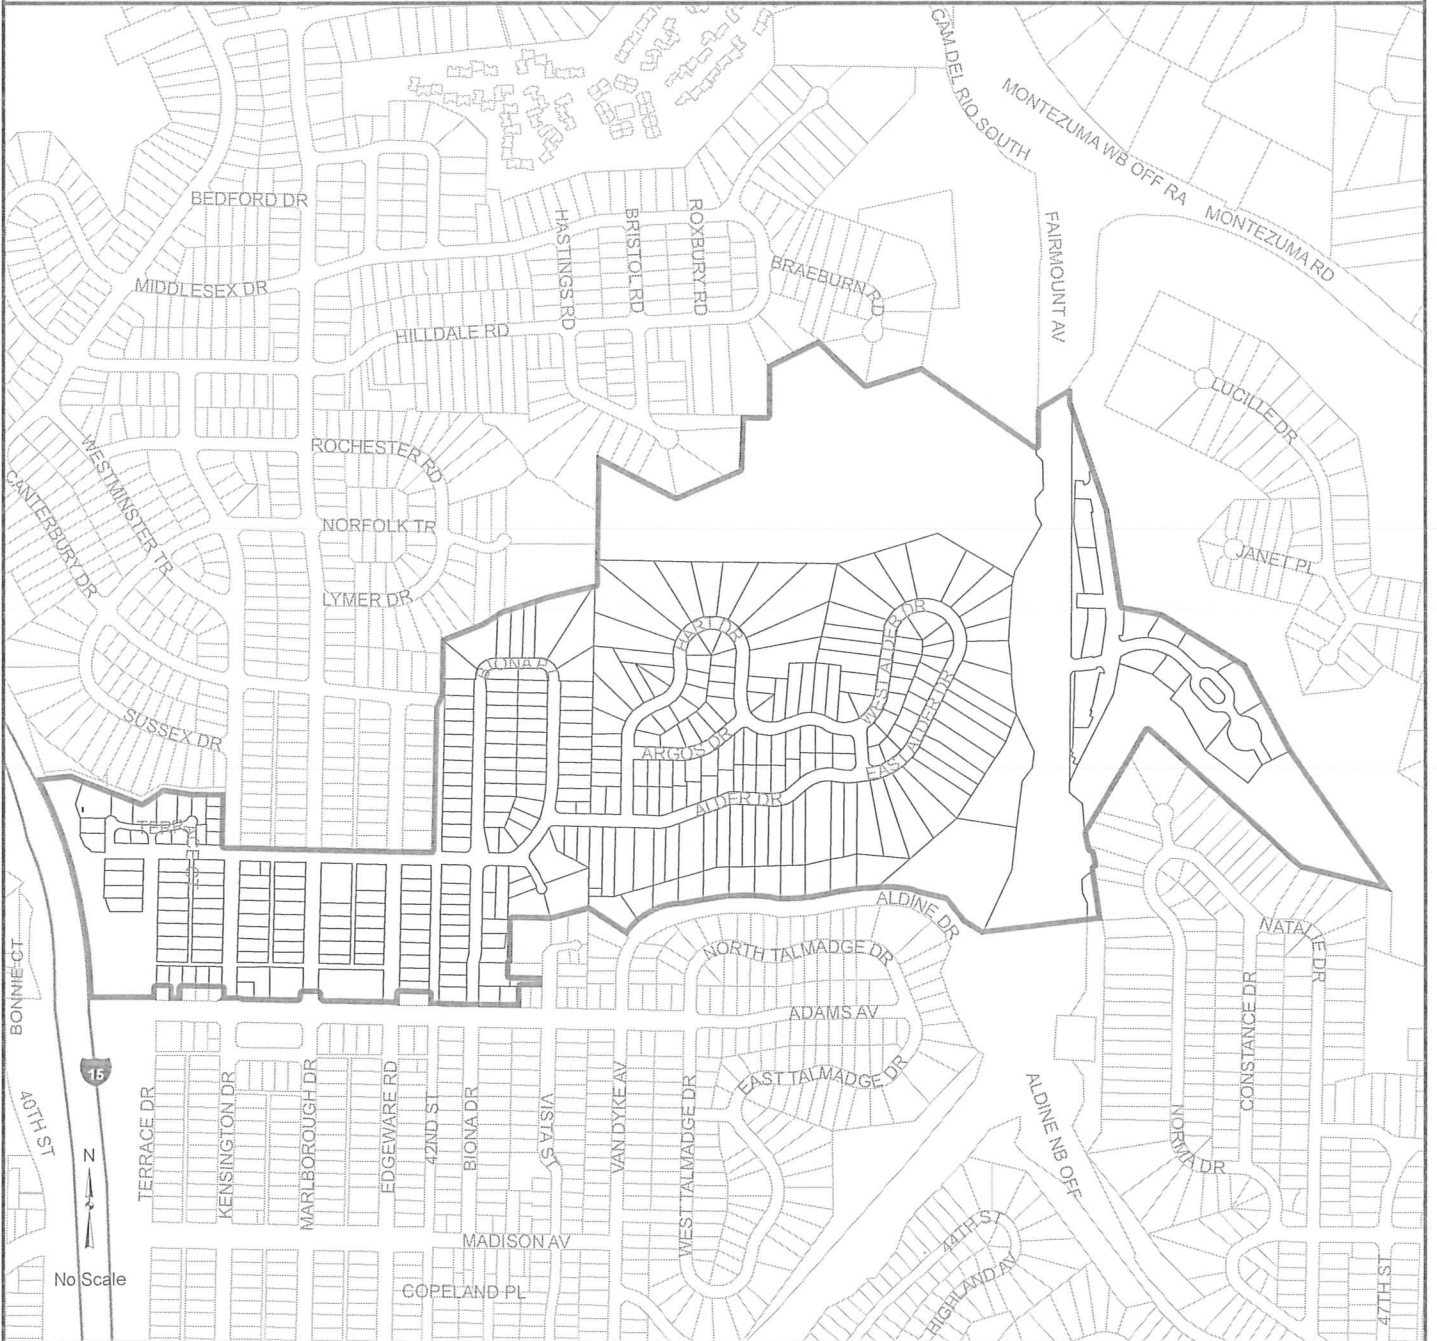 CAM DEL RIO SOUTH
MONTEZUMA WB OFF RA
MONTEZUMA RD
FAIRMOUNT AV
BEDFORD DR
HASTINGS RD
BRISTOL RD
ROXBURY RD
BRAEBURN RD
MIDDLESEX DR
HILLDALE RD
LUCILLE DR
ROCHESTER RD
WESTMINSTER TR
CANTERBURY DR
NORFOLK TR
JANET PL
LYMER DR
HART DR
WEST ALDER DR
EAST ALDER DR
SUSSEX DR
ARGOS DR
ALDER DR
ALDINE DR
NORTH TALMADGE DR
NATALIE DR
BONNIE CT
CONSTANCE DR
ADAMS AV
15
EAST TALMADGE DR
40TH ST
TERRACE DR
KENSINGTON DR
MARLBOROUGH DR
EDGEWARE RD
42ND ST
BIONA DR
VISTA ST
VAN DYKE AV
WEST TALMADGE DR
ALDINE NB OFF
NORMA DR
N
MADISON AV
44TH ST
HIGHLAND AV
47TH ST
No Scale
COPELAND PL